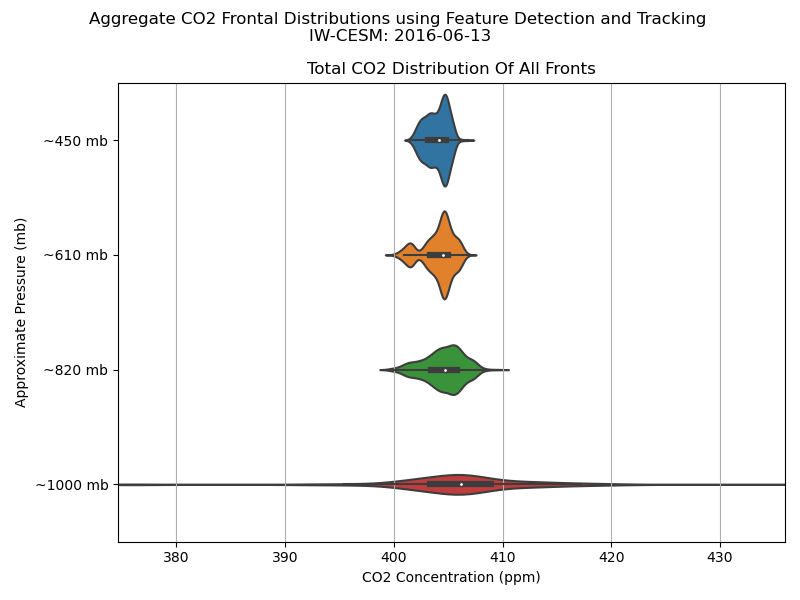 Aggregate CO2 Frontal Distributions using Feature Detection and Tracking
IW-CESM: 2016-06-13
Total CO2 Distribution Of All Fronts
~450 mb
~610 mb
~820 mb
~1000 mb
Approximate Pressure (mb)
380 390 400 410 420 430
CO2 Concentration (ppm)